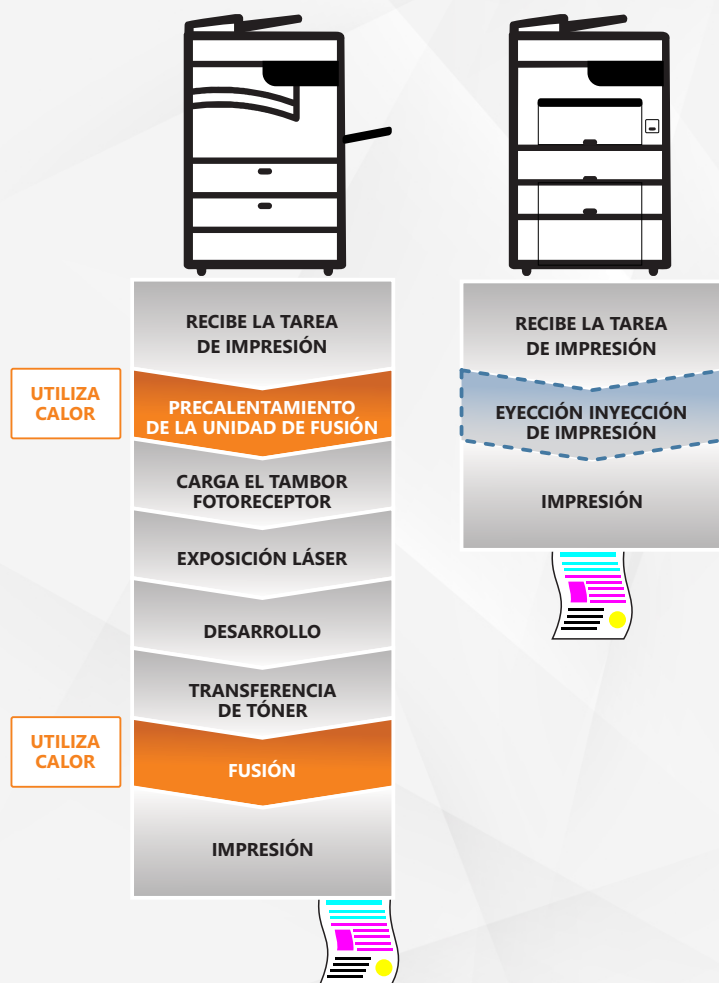 RECIBE LA TAREA
DE IMPRESIÓN
UTILIZA
CALOR
PRECALENTAMIENTO
DE LA UNIDAD DE FUSIÓN
CARGA EL TAMBOR
FOTORECEPTOR
EXPOSICIÓN LÁSER
DESARROLLO
TRANSFERENCIA
DE TÓNER
UTILIZA
CALOR
FUSIÓN
IMPRESIÓN
RECIBE LA TAREA
DE IMPRESIÓN
EYECCIÓN INYECCIÓN
DE IMPRESIÓN
IMPRESIÓN